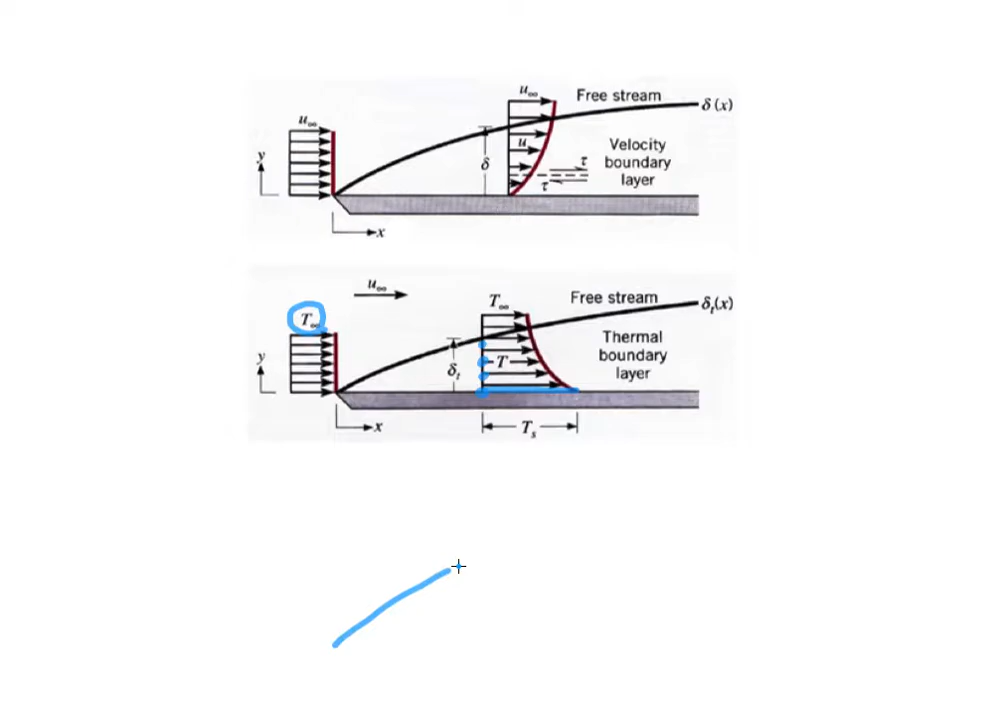 u∞
Free stream
δ(x)
u∞
y
u
δ
τ
τ
Velocity
boundary
layer
x
u∞
T∞
Free stream
δt(x)
T∞
y
δt
T
Thermal
boundary
layer
x
Ts